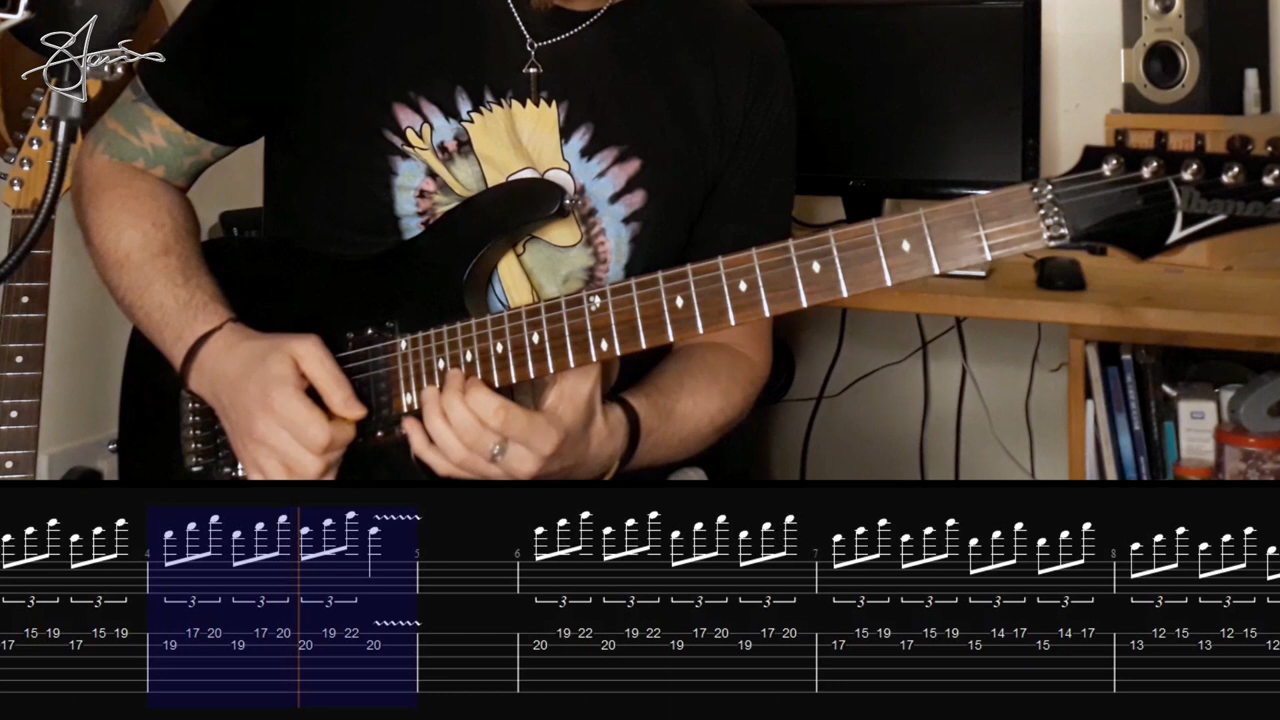 Ibanez
4 5 6 7 8
3 3 3 3 3 3 3 3 3 3 3 3 3 3 3
15 19 15 19 17 20 17 20 19 22 19 22 19 22 17 20 17 20 15 19 15 19 14 17 14 17 12 15 12 15
17 17 19 19 20 20 20 20 19 19 17 17 15 15 13 13 12